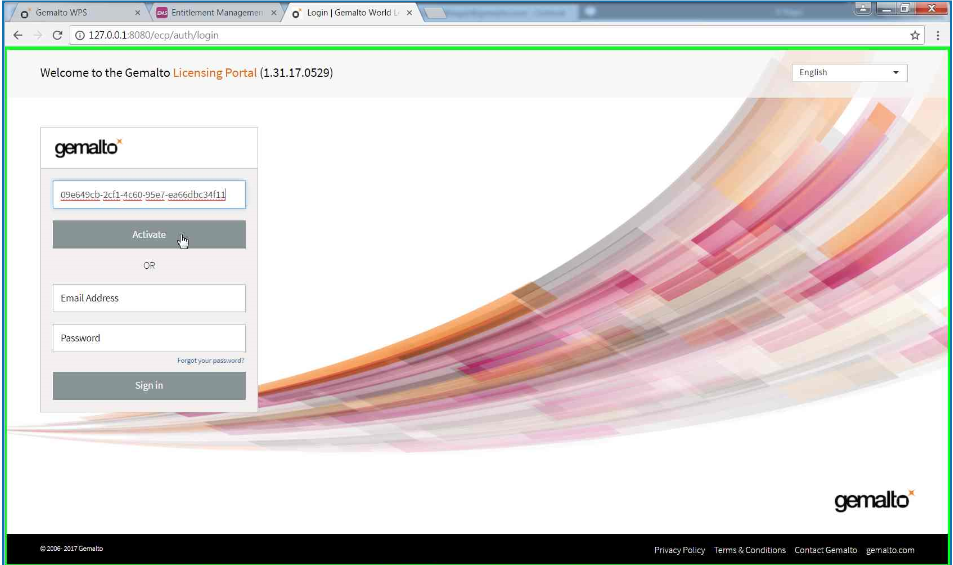 Gemalto WPS
EMS Entitlement Managemen
Login | Gemalto World L
127.0.0.1:8080/ecp/auth/login
Welcome to the Gemalto Licensing Portal (1.31.17.0529)
English
gemalto
09e649cb-2cf1-4c60-95e7-ea66dbc34f11
Activate
OR
Email Address
Password
Forgot your password?
Sign in
gemalto
© 2006-2017 Gemalto
Privacy Policy Terms & Conditions Contact Gemalto gemalto.com